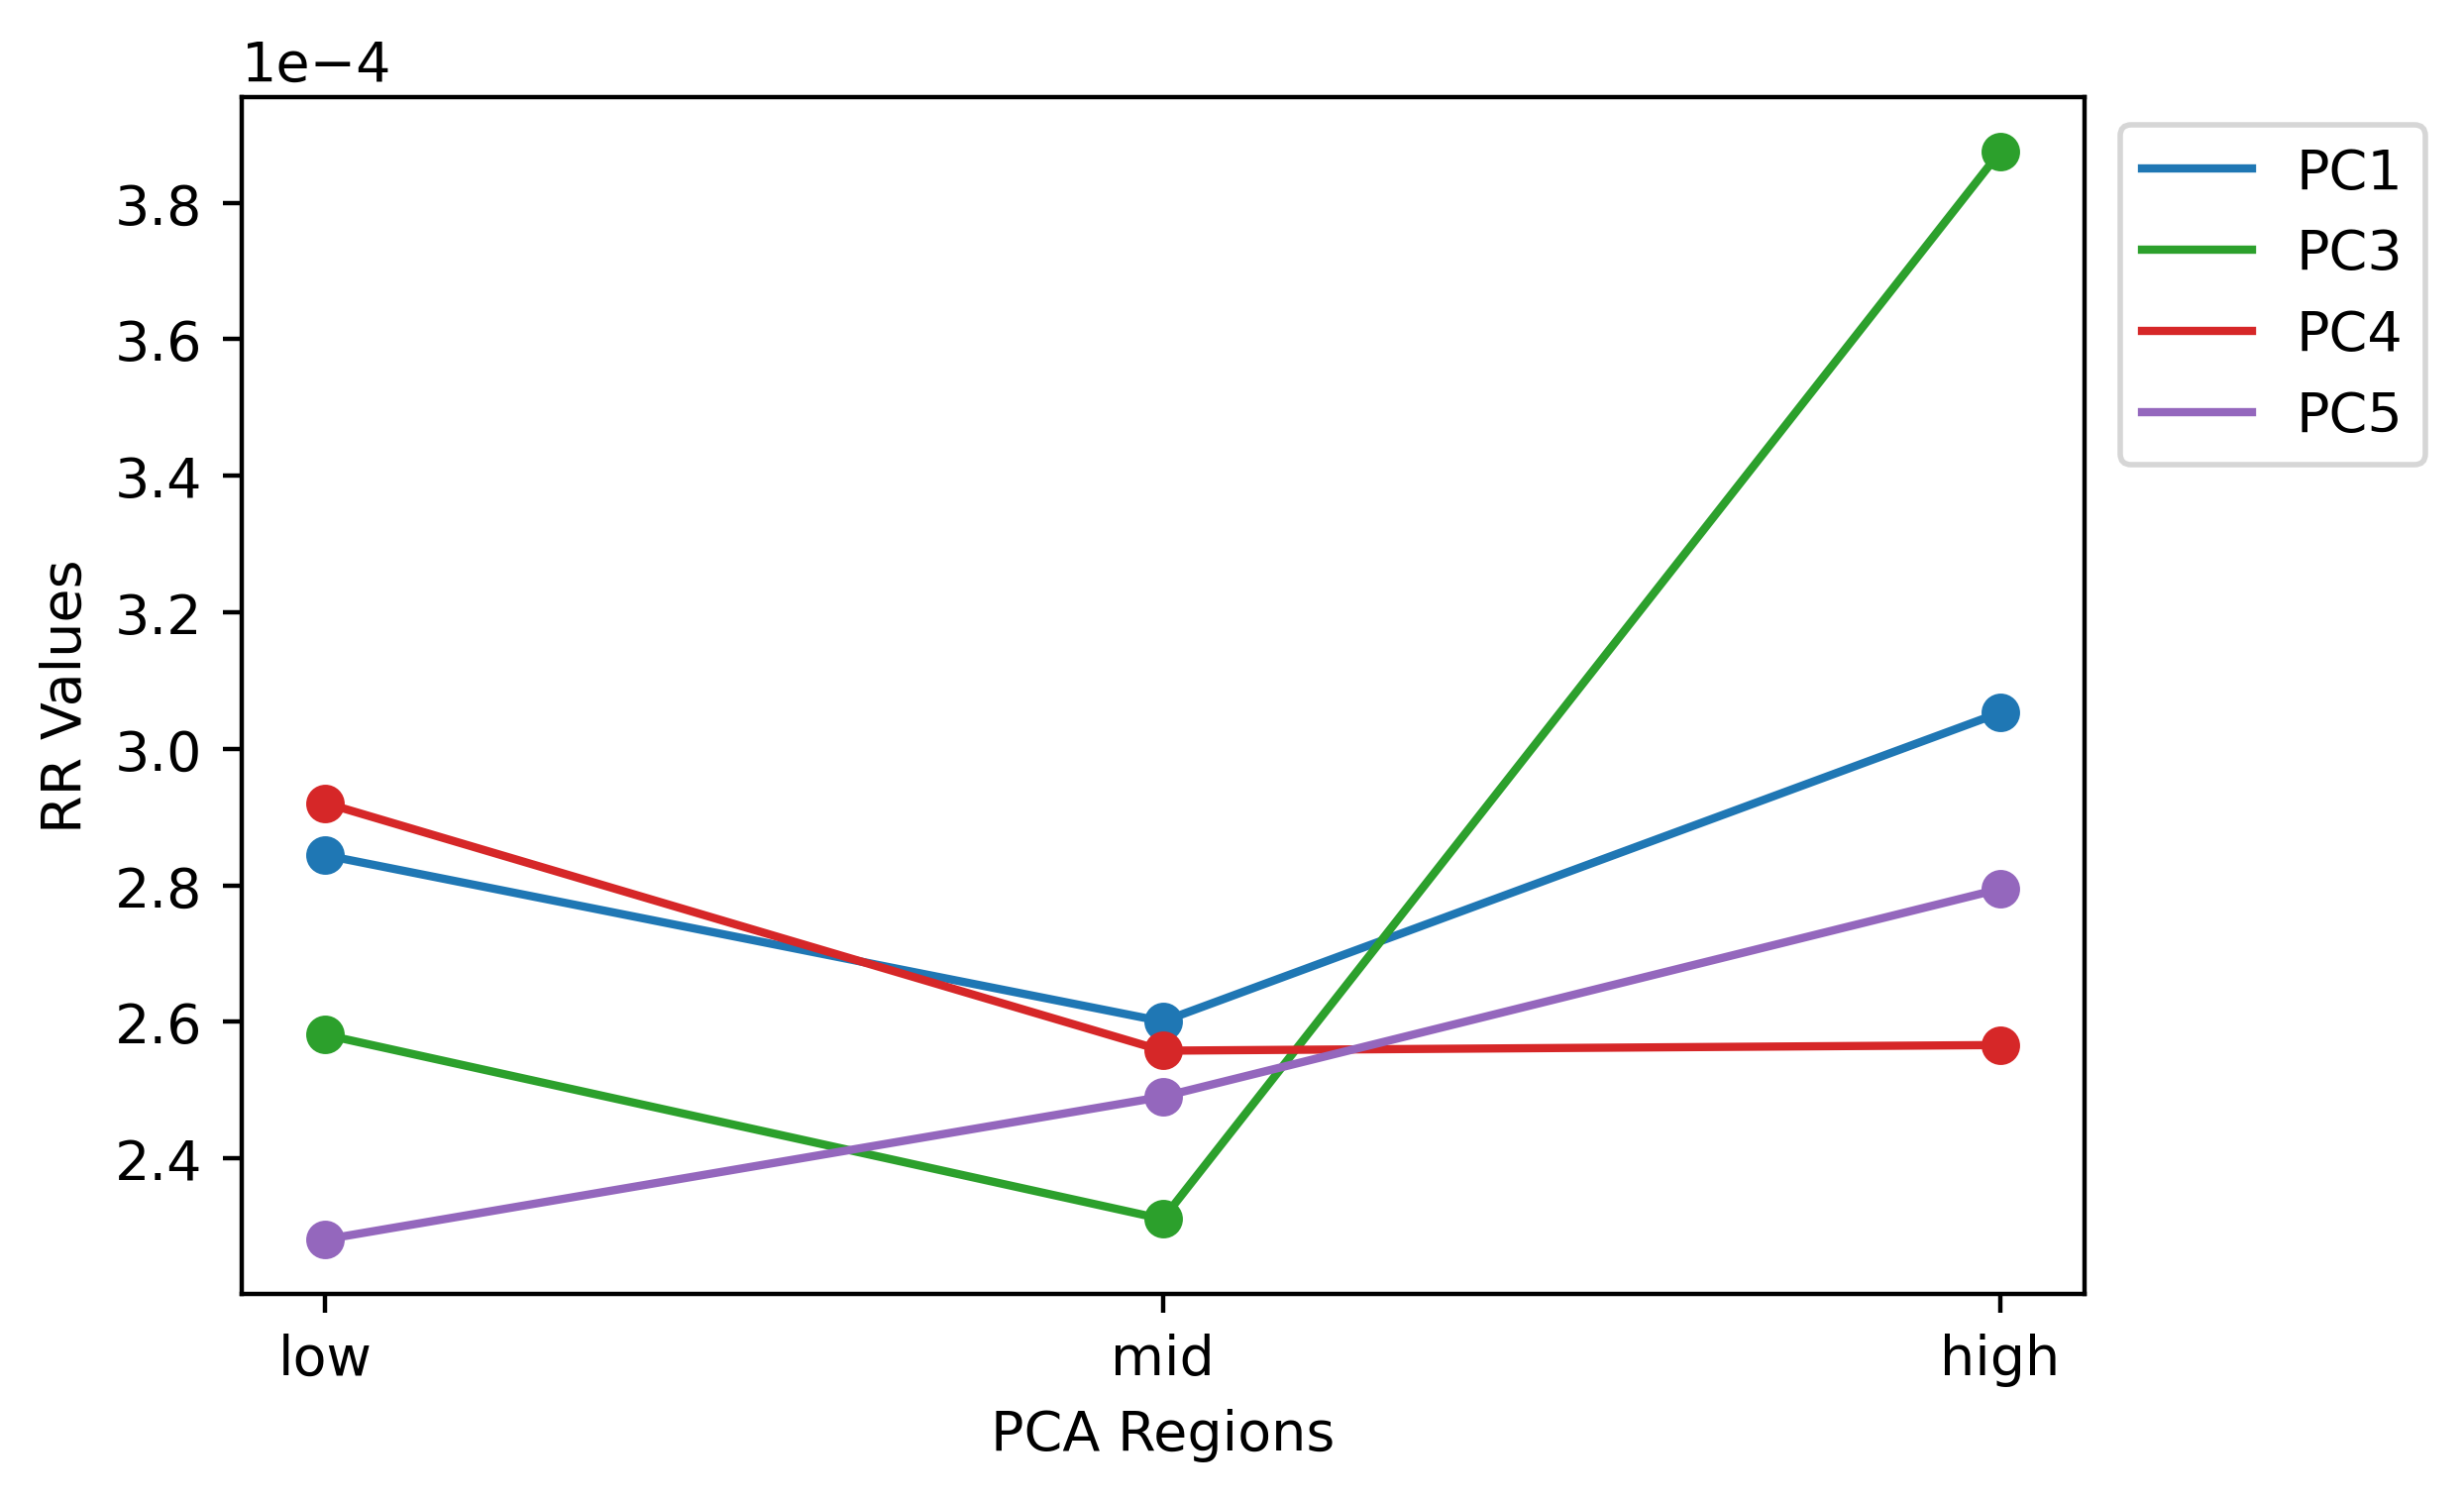 1e−4
3.8
3.6
3.4
3.2
3.0
2.8
2.6
2.4
RR Values
low mid high
PCA Regions
PC1
PC3
PC4
PC5